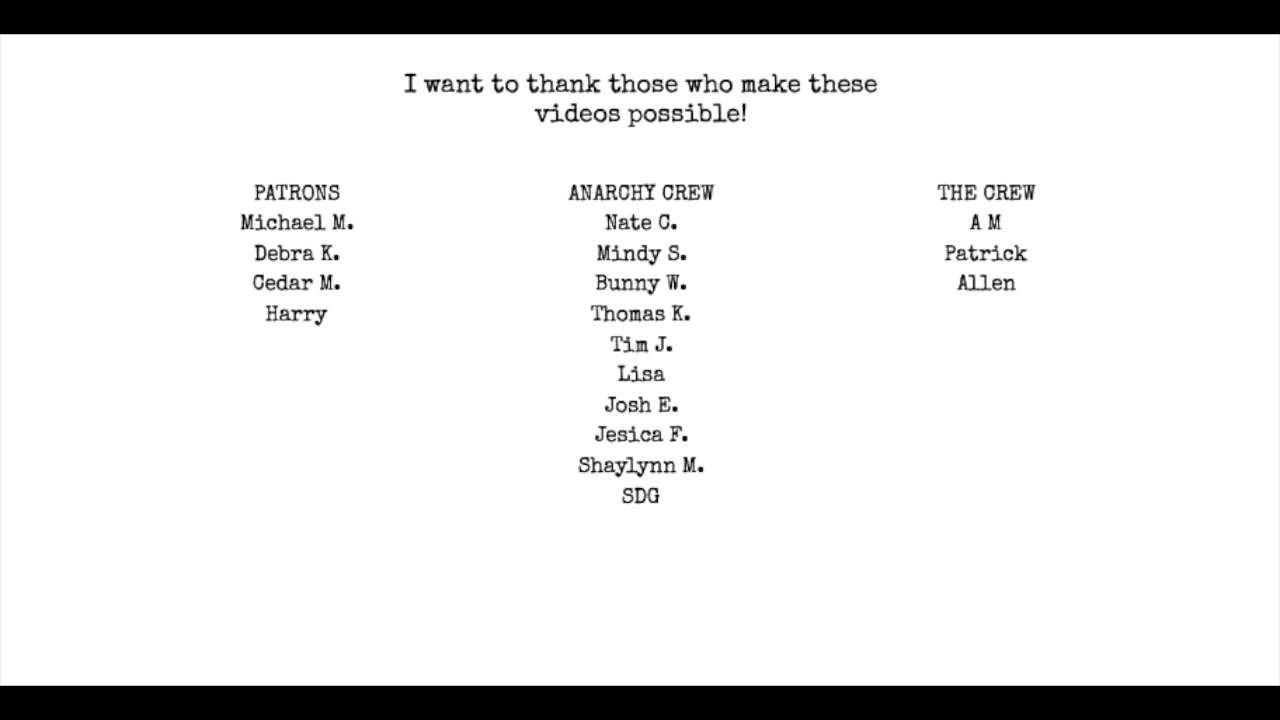 I want to thank those who make these
videos possible!
PATRONS
Michael M.
Debra K.
Cedar M.
Harry
ANARCHY CREW
Nate C.
Mindy S.
Bunny W.
Thomas K.
Tim J.
Lisa
Josh E.
Jesica F.
Shaylynn M.
SDG
THE CREW
A M
Patrick
Allen